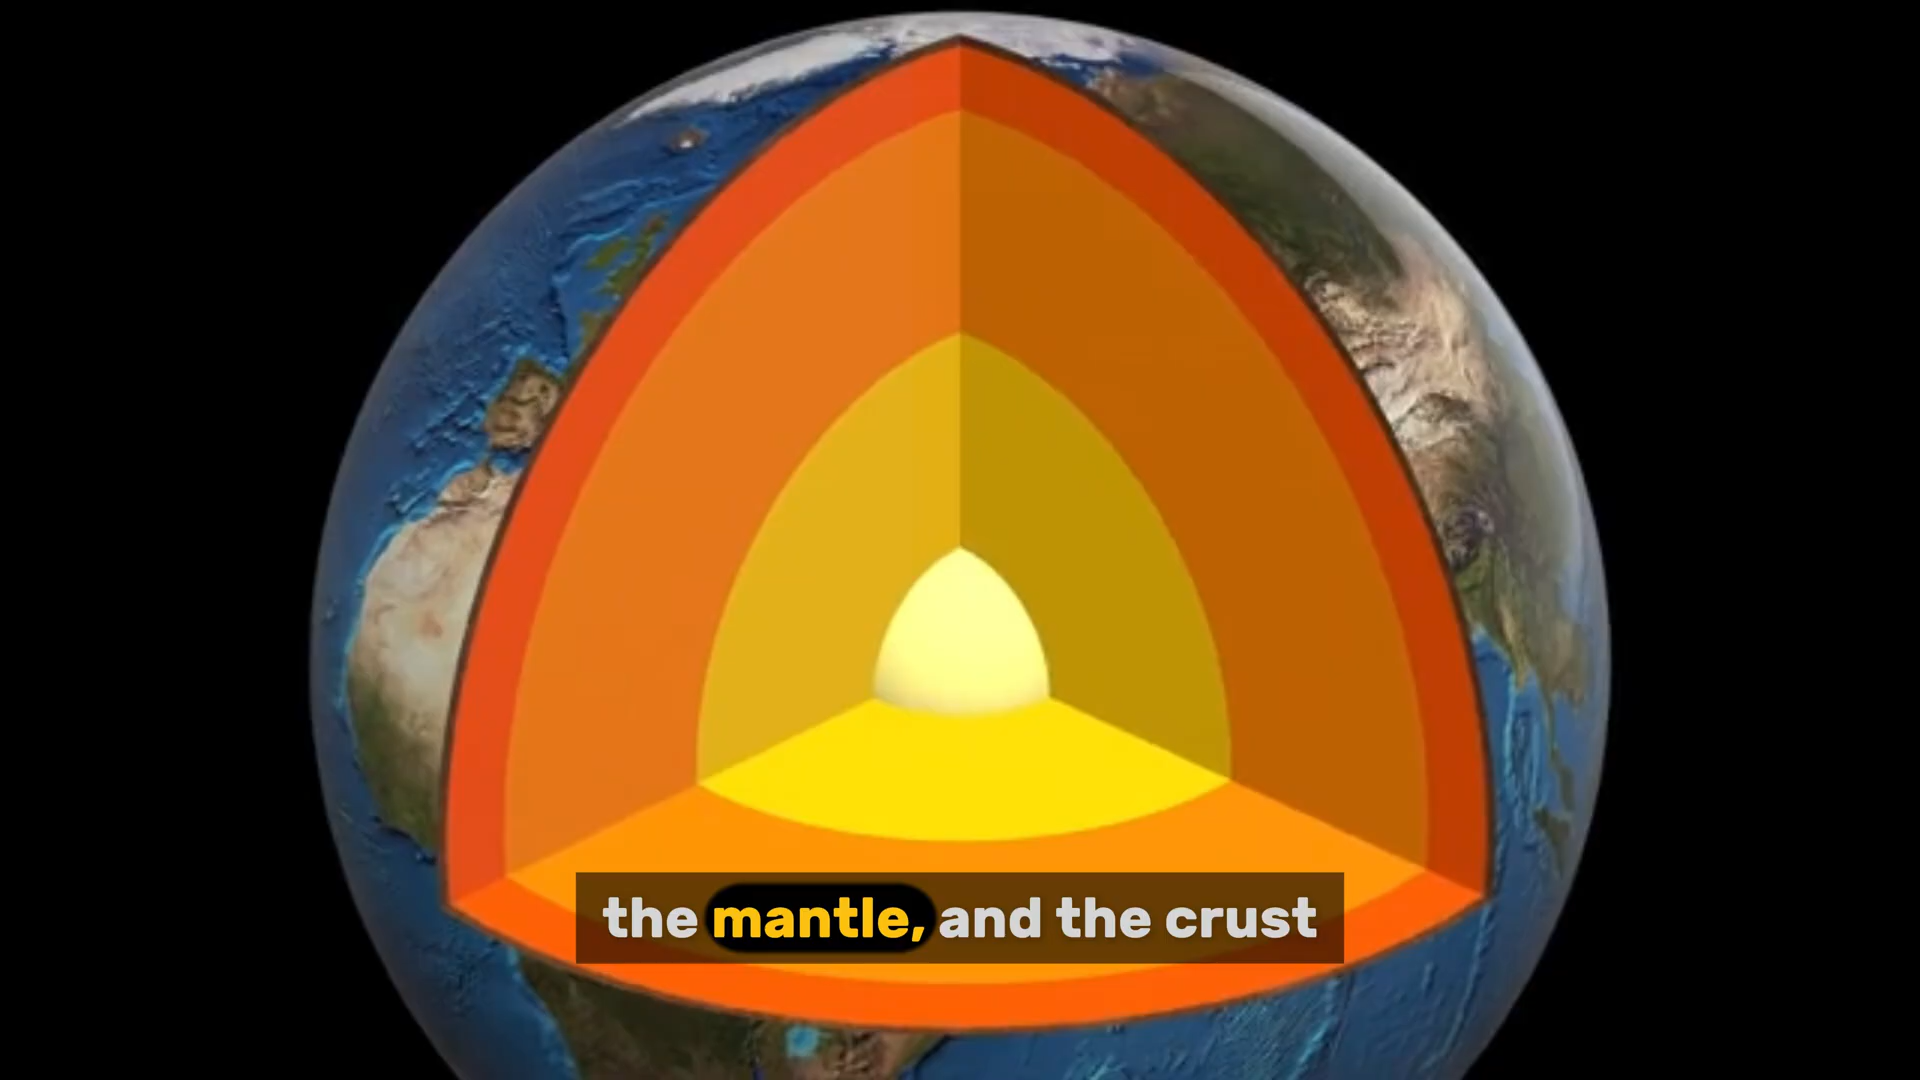 the mantle, and the crust